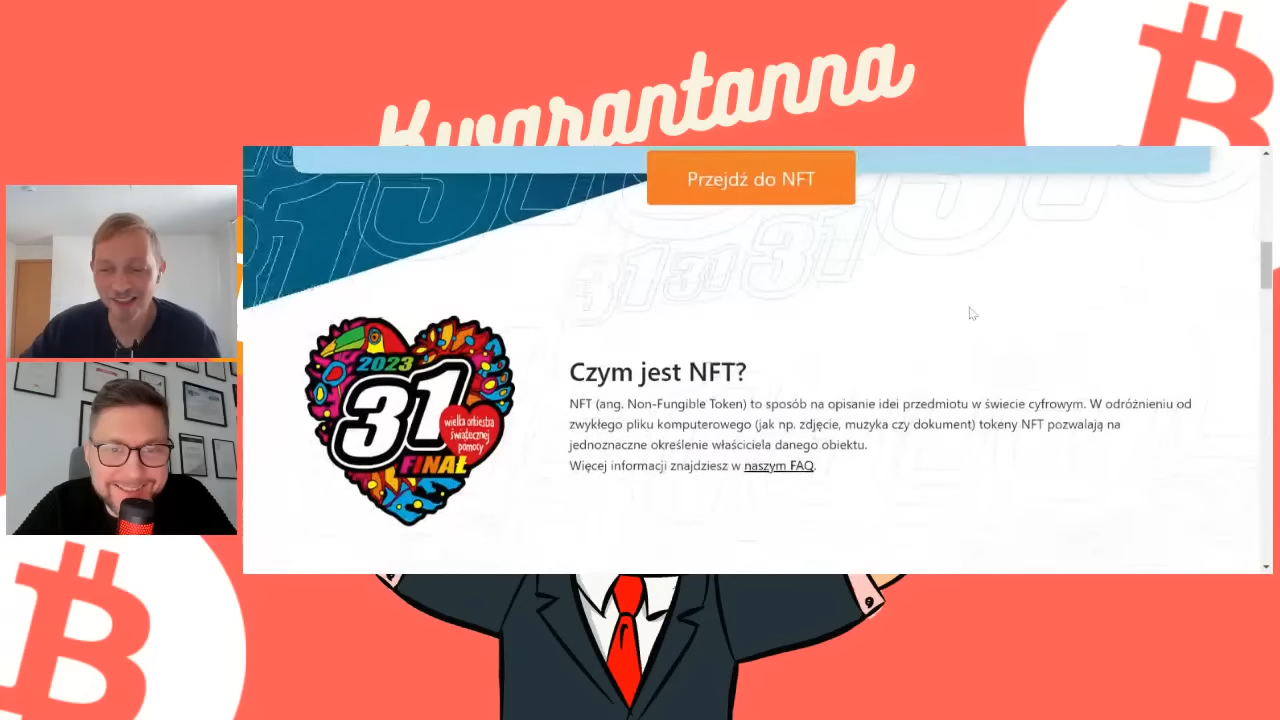 Kwarantanna
Przejdź do NFT
2023
31
wielka orkiestra
świątecznej
pomocy
FINAŁ
Czym jest NFT?
NFT (ang. Non-Fungible Token) to sposób na opisanie idei przedmiotu w świecie cyfrowym. W odróżnieniu od
zwykłego pliku komputerowego (jak np. zdjęcie, muzyka czy dokument) tokeny NFT pozwalają na
jednoznaczne określenie właściciela danego obiektu.
Więcej informacji znajdziesz w naszym FAQ.